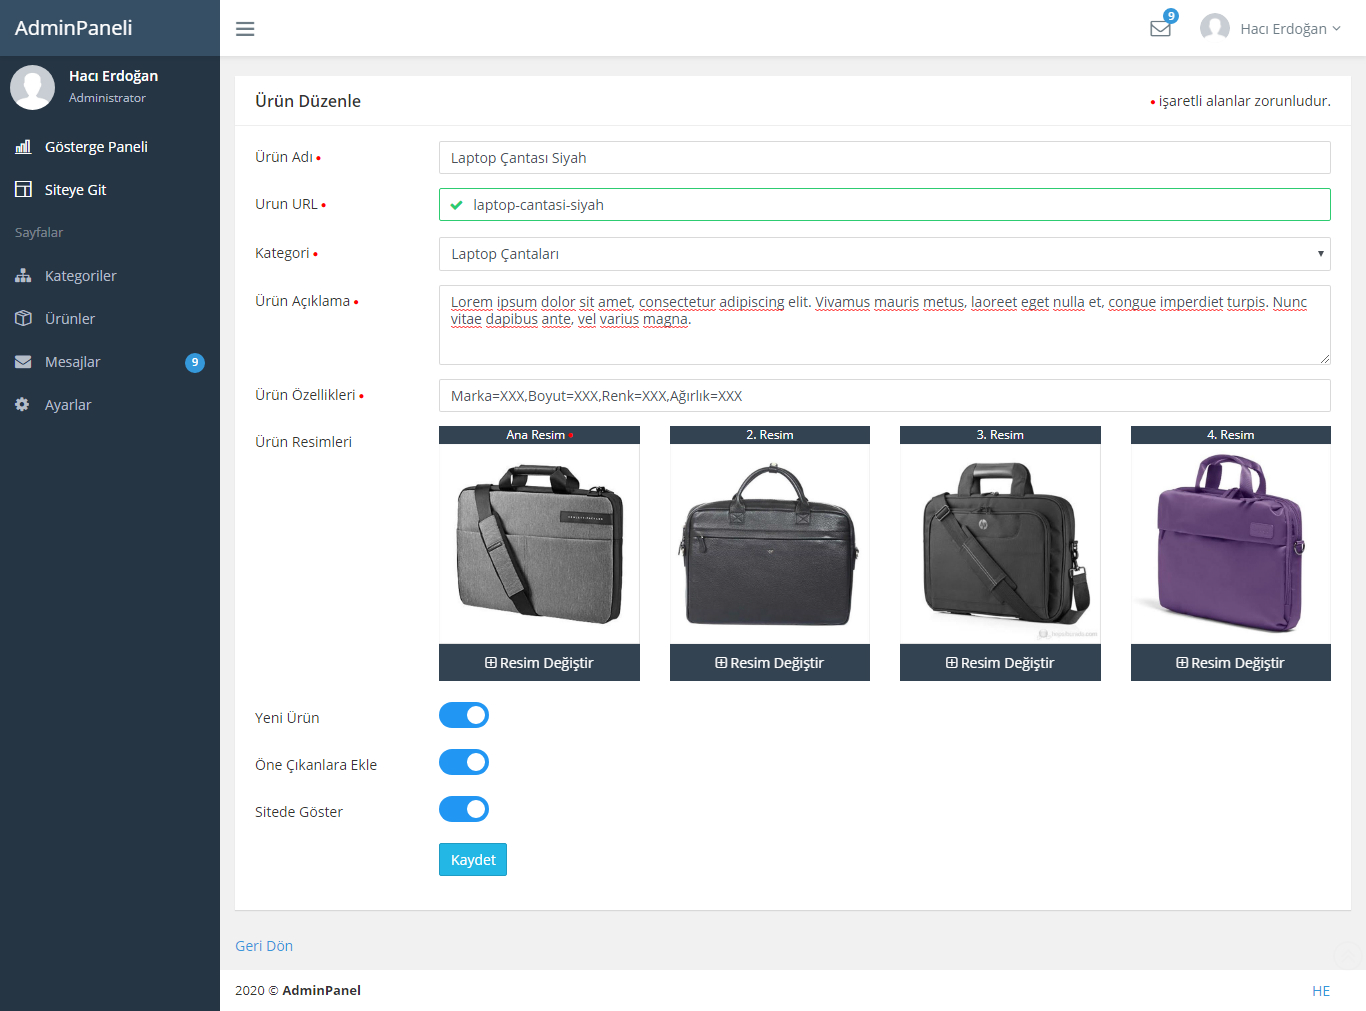 AdminPaneli
9
Hacı Erdoğan
Hacı Erdoğan
Administrator
Gösterge Paneli
Siteye Git
Sayfalar
Kategoriler
Ürünler
Mesajlar 9
Ayarlar
Ürün Düzenle
• işaretli alanlar zorunludur.
Ürün Adı •
Laptop Çantası Siyah
Urun URL •
laptop-cantasi-siyah
Kategori •
Laptop Çantaları
Ürün Açıklama •
Lorem ipsum dolor sit amet, consectetur adipiscing elit. Vivamus mauris metus, laoreet eget nulla et, congue imperdiet turpis. Nunc
vitae dapibus ante, vel varius magna.
Ürün Özellikleri •
Marka=XXX,Boyut=XXX,Renk=XXX,Ağırlık=XXX
Ürün Resimleri
Ana Resim •
2. Resim
3. Resim
4. Resim
hp
Resim Değiştir
Resim Değiştir
Resim Değiştir
Resim Değiştir
Yeni Ürün
Öne Çıkanlara Ekle
Sitede Göster
Kaydet
Geri Dön
2020 © AdminPanel
HE